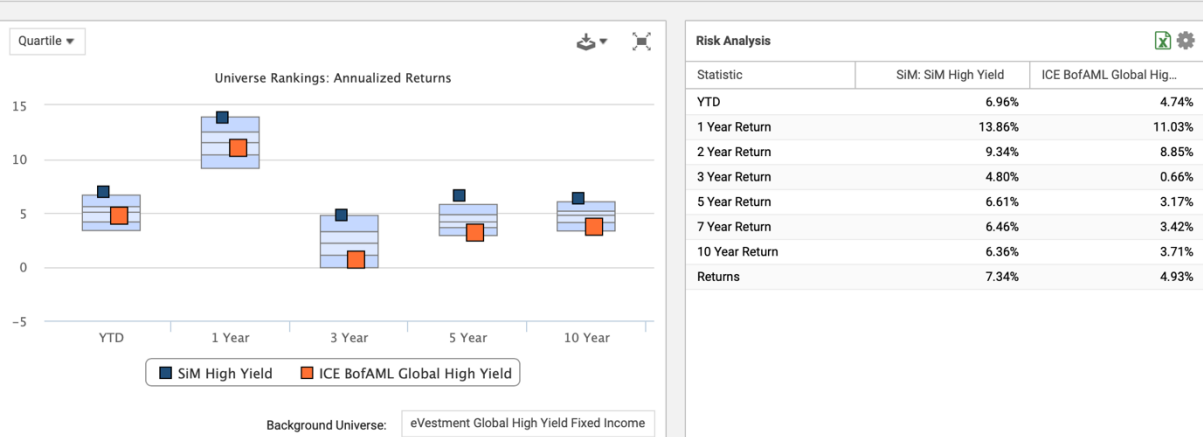 Quartile
Universe Rankings: Annualized Returns
15
10
5
0
−5
YTD
1 Year
3 Year
5 Year
10 Year
SiM High Yield
ICE BofAML Global High Yield
Background Universe:
eVestment Global High Yield Fixed Income
Risk Analysis
Statistic SiM: SiM High Yield ICE BofAML Global Hig...
YTD 6.96% 4.74%
1 Year Return 13.86% 11.03%
2 Year Return 9.34% 8.85%
3 Year Return 4.80% 0.66%
5 Year Return 6.61% 3.17%
7 Year Return 6.46% 3.42%
10 Year Return 6.36% 3.71%
Returns 7.34% 4.93%